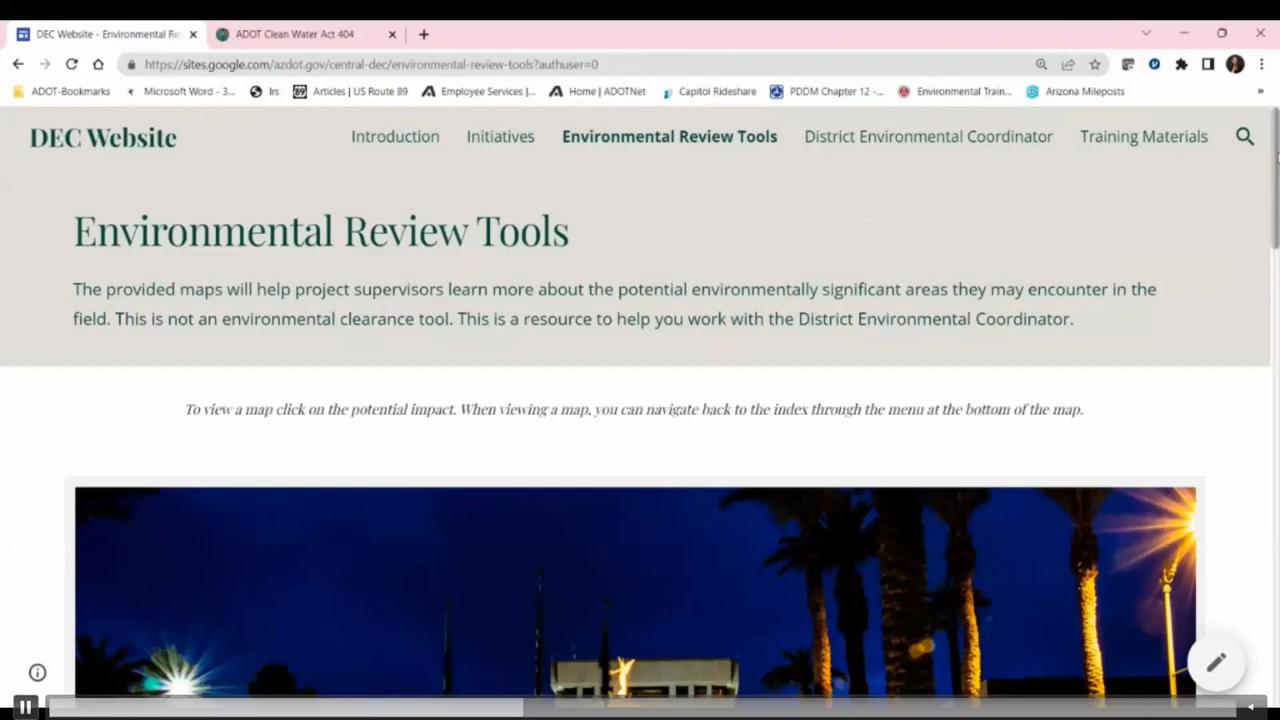 DEC Website - Environmental Re
ADOT Clean Water Act 404
https://sites.google.com/azdot.gov/central-dec/environmental-review-tools?authuser=0
ADOT-Bookmarks
Microsoft Word - 3...
Irs
89
Articles | US Route 89
Employee Services |...
Home | ADOTNet
Capitol Rideshare
PDDM Chapter 12 -...
Environmental Train...
Arizona Mileposts
»
DEC Website
Introduction
Initiatives
Environmental Review Tools
District Environmental Coordinator
Training Materials
Environmental Review Tools
The provided maps will help project supervisors learn more about the potential environmentally significant areas they may encounter in the
field. This is not an environmental clearance tool. This is a resource to help you work with the District Environmental Coordinator.
To view a map click on the potential impact. When viewing a map, you can navigate back to the index through the menu at the bottom of the map.